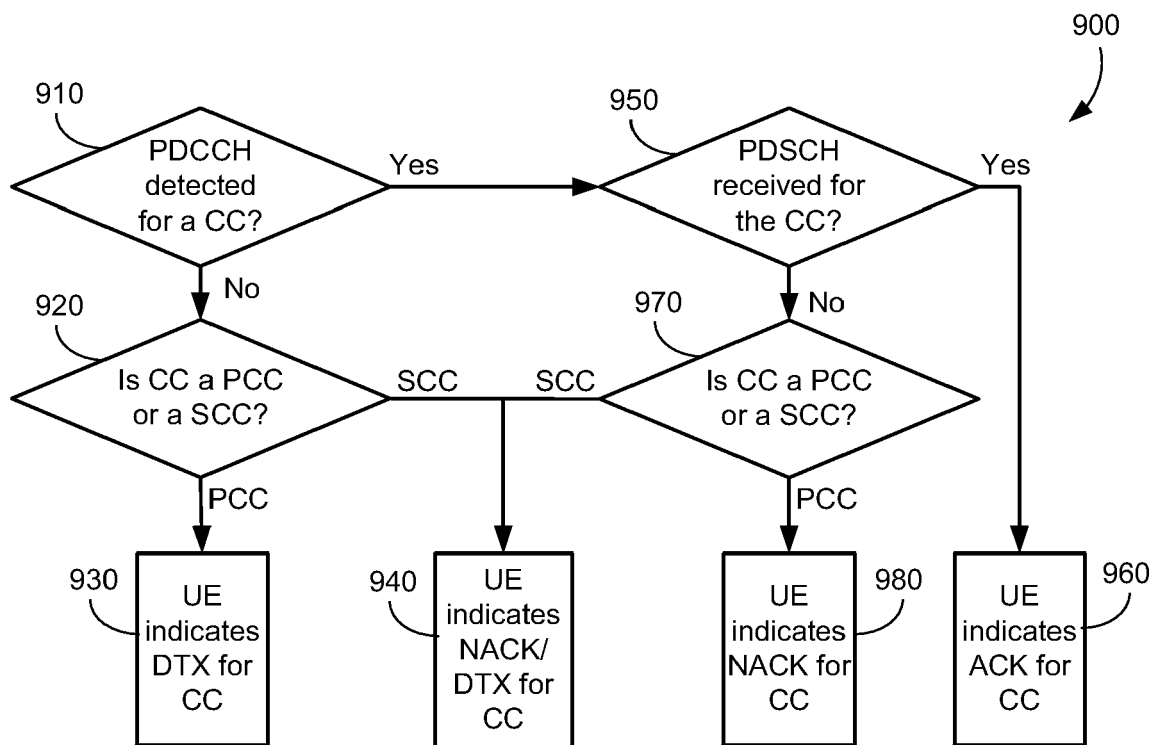 900
910
PDCCH
detected
for a CC?
Yes
950
PDSCH
received for
the CC?
Yes
No
No
920
Is CC a PCC
or a SCC?
SCC
SCC
970
Is CC a PCC
or a SCC?
PCC
PCC
930
UE
indicates
DTX for
CC
940
UE
indicates
NACK/
DTX for
CC
UE
indicates
NACK for
CC
980
UE
indicates
ACK for
CC
960